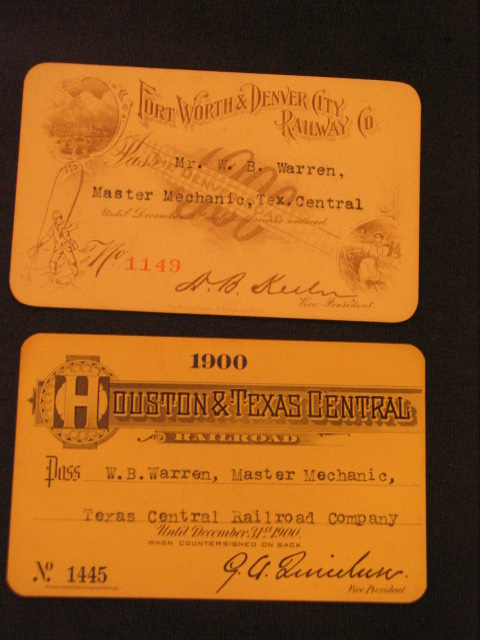 FORT WORTH & DENVER CITY
RAILWAY CO
Pass Mr. W. B. Warren,
Master Mechanic, Tex. Central
Until December
No 1149
Vice-President
1900
HOUSTON & TEXAS CENTRAL
RAILROAD
Pass W.B.Warren, Master Mechanic,
Texas Central Railroad Company
Until December 31st 1900.
WHEN COUNTERSIGNED ON BACK.
No. 1445
Vice President